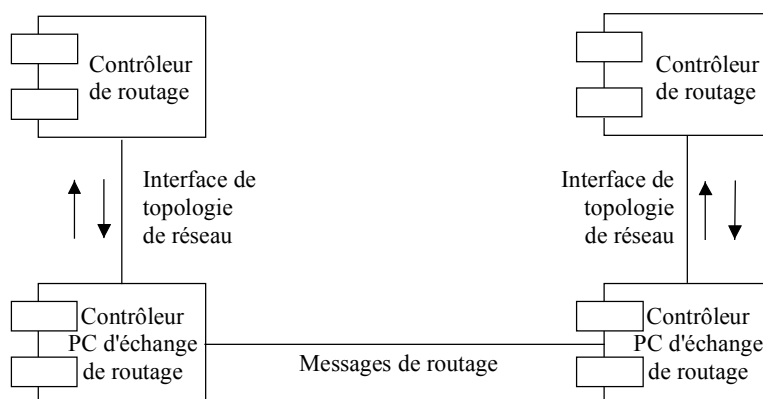 Contrôleur
de routage
Contrôleur
de routage
Interface de
topologie
de réseau
Interface de
topologie
de réseau
Contrôleur
PC d'échange
de routage
Messages de routage
Contrôleur
PC d'échange
de routage